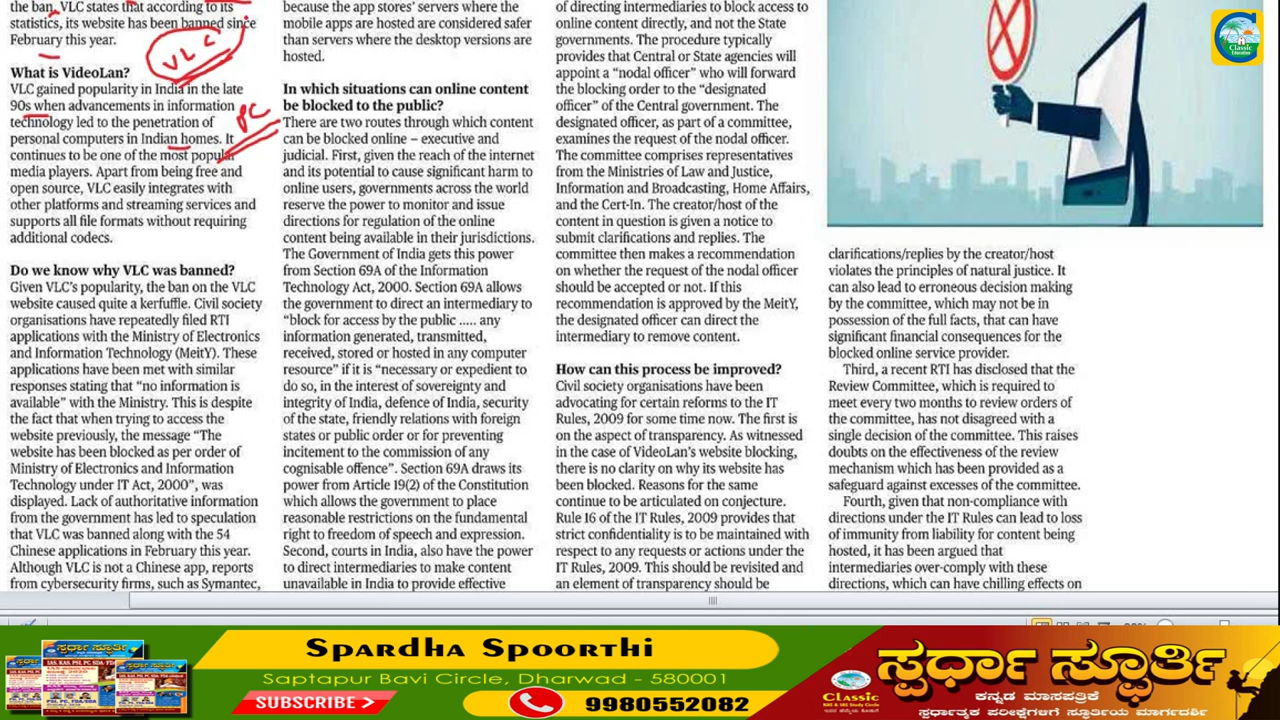 the ban, VLC states that according to its
statistics, its website has been banned since
February this year.
What is VideoLan?
VLC gained popularity in India in the late
90s when advancements in information
technology led to the penetration of
personal computers in Indian homes. It
continues to be one of the most popular
media players. Apart from being free and
open source, VLC easily integrates with
other platforms and streaming services and
supports all file formats without requiring
additional codecs.
Do we know why VLC was banned?
Given VLC's popularity, the ban on the VLC
website caused quite a kerfuffle. Civil society
organisations have repeatedly filed RTI
applications with the Ministry of Electronics
and Information Technology (MeitY). These
applications have been met with similar
responses stating that “no information is
available” with the Ministry. This is despite
the fact that when trying to access the
website previously, the message “The
website has been blocked as per order of
Ministry of Electronics and Information
Technology under IT Act, 2000”, was
displayed. Lack of authoritative information
from the government has led to speculation
that VLC was banned along with the 54
Chinese applications in February this year.
Although VLC is not a Chinese app, reports
from cybersecurity firms, such as Symantec,
VLC
PC
because the app stores' servers where the
mobile apps are hosted are considered safer
than servers where the desktop versions are
hosted.
In which situations can online content
be blocked to the public?
There are two routes through which content
can be blocked online – executive and
judicial. First, given the reach of the internet
and its potential to cause significant harm to
online users, governments across the world
reserve the power to monitor and issue
directions for regulation of the online
content being available in their jurisdictions.
The Government of India gets this power
from Section 69A of the Information
Technology Act, 2000. Section 69A allows
the government to direct an intermediary to
“block for access by the public ..... any
information generated, transmitted,
received, stored or hosted in any computer
resource” if it is “necessary or expedient to
do so, in the interest of sovereignty and
integrity of India, defence of India, security
of the state, friendly relations with foreign
states or public order or for preventing
incitement to the commission of any
cognisable offence”. Section 69A draws its
power from Article 19(2) of the Constitution
which allows the government to place
reasonable restrictions on the fundamental
right to freedom of speech and expression.
Second, courts in India, also have the power
to direct intermediaries to make content
unavailable in India to provide effective
of directing intermediaries to block access to
online content directly, and not the State
governments. The procedure typically
provides that Central or State agencies will
appoint a “nodal officer” who will forward
the blocking order to the “designated
officer” of the Central government. The
designated officer, as part of a committee,
examines the request of the nodal officer.
The committee comprises representatives
from the Ministries of Law and Justice,
Information and Broadcasting, Home Affairs,
and the Cert-In. The creator/host of the
content in question is given a notice to
submit clarifications and replies. The
committee then makes a recommendation
on whether the request of the nodal officer
should be accepted or not. If this
recommendation is approved by the MeitY,
the designated officer can direct the
intermediary to remove content.
How can this process be improved?
Civil society organisations have been
advocating for certain reforms to the IT
Rules, 2009 for some time now. The first is
on the aspect of transparency. As witnessed
in the case of VideoLan's website blocking,
there is no clarity on why its website has
been blocked. Reasons for the same
continue to be articulated on conjecture.
Rule 16 of the IT Rules, 2009 provides that
strict confidentiality is to be maintained with
respect to any requests or actions under the
IT Rules, 2009. This should be revisited and
an element of transparency should be
clarifications/replies by the creator/host
violates the principles of natural justice. It
can also lead to erroneous decision making
by the committee, which may not be in
possession of the full facts, that can have
significant financial consequences for the
blocked online service provider.
Third, a recent RTI has disclosed that the
Review Committee, which is required to
meet every two months to review orders of
the committee, has not disagreed with a
single decision of the committee. This raises
doubts on the effectiveness of the review
mechanism which has been provided as a
safeguard against excesses of the committee.
Fourth, given that non-compliance with
directions under the IT Rules can lead to loss
of immunity from liability for content being
hosted, it has been argued that
intermediaries over-comply with these
directions, which can have chilling effects on
Classic
Education
Spardha Spoorthi
Saptapur Bavi Circle, Dharwad - 580001
SUBSCRIBE
9980552082
Classic
ಸ್ಪರ್ಧಾ ಸ್ಫೂರ್ತಿ
ಕನ್ನಡ ಮಾಸಪತ್ರಿಕೆ
ಸ್ಪರ್ಧಾತ್ಮಕ ಪರೀಕ್ಷೆಗಳಿಗೆ ಸ್ಫೂರ್ತಿಯ ಮಾರ್ಗದರ್ಶಿ